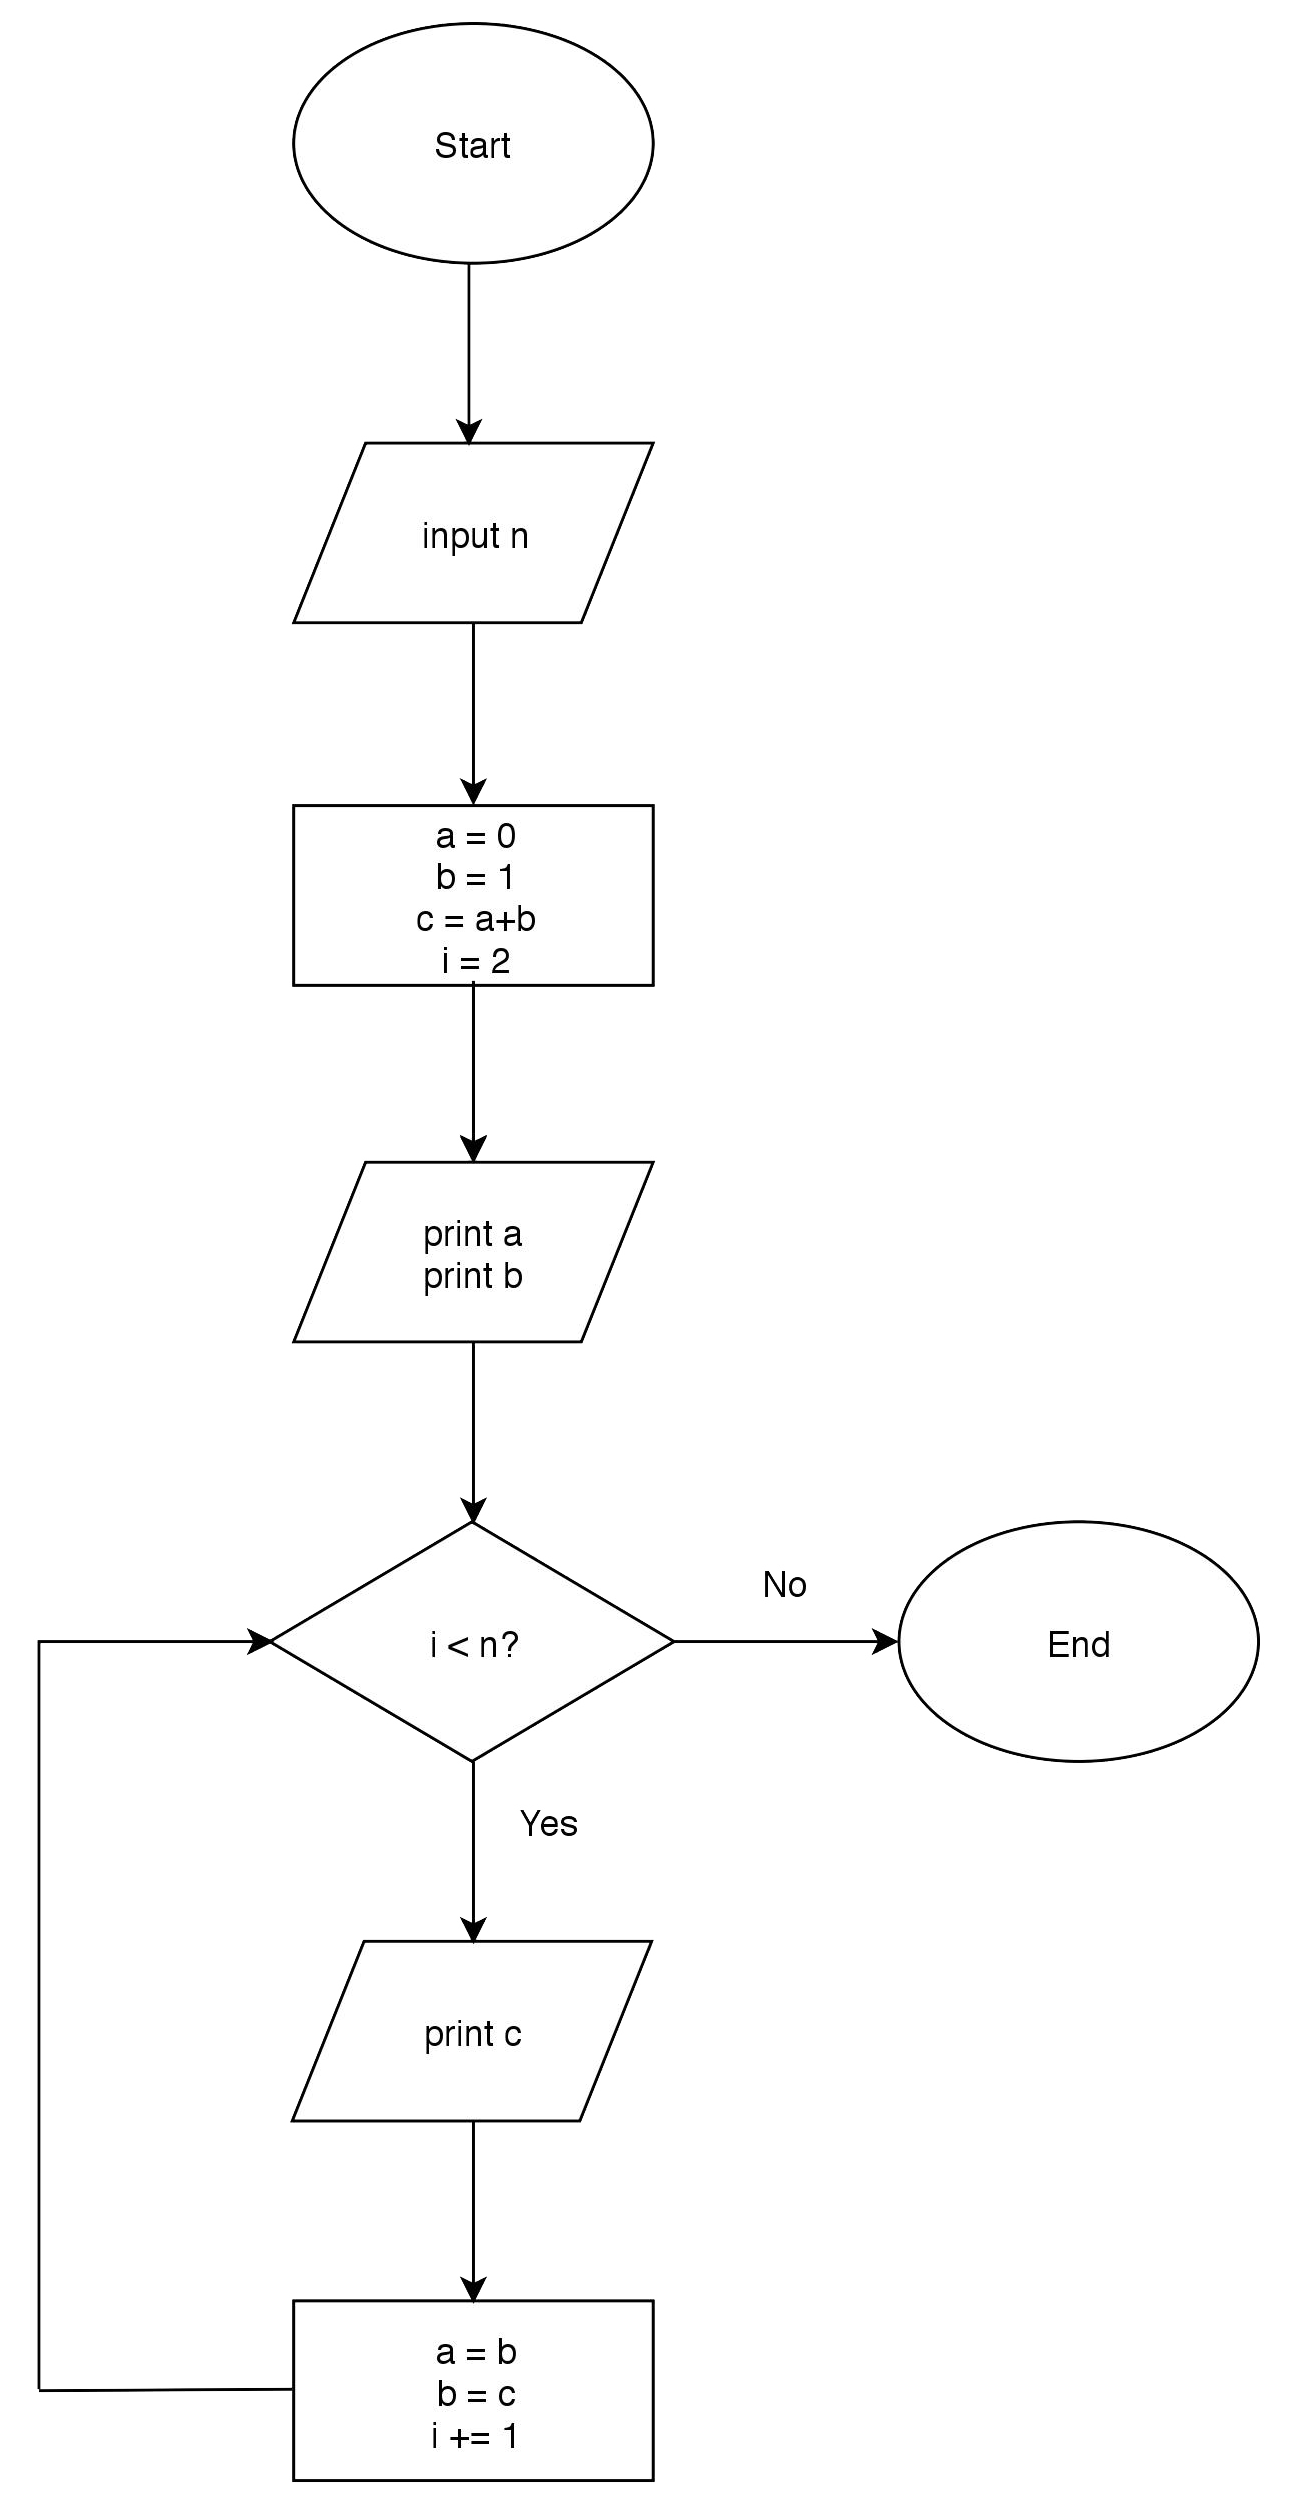 Start
input n
a = 0
b = 1
c = a+b
i = 2
print a
print b
i < n?
No
End
Yes
print c
a = b
b = c
i += 1